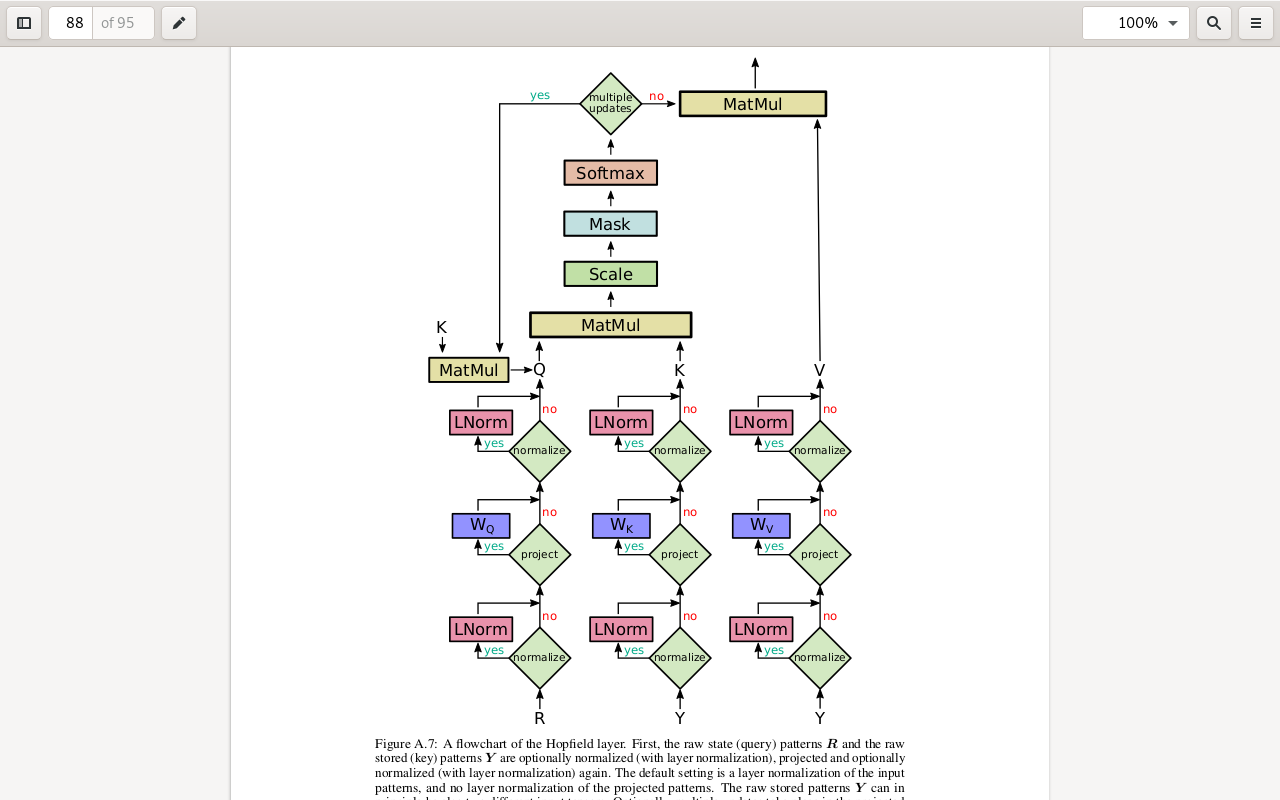 88 of 95 100%
yes multiple updates no MatMul
Softmax
Mask
Scale
K MatMul
MatMul Q K V
LNorm no LNorm no LNorm no
yes normalize yes normalize yes normalize
W_Q no W_K no W_V no
yes project yes project yes project
LNorm no LNorm no LNorm no
yes normalize yes normalize yes normalize
R Y Y
Figure A.7: A flowchart of the Hopfield layer. First, the raw state (query) patterns R and the raw
stored (key) patterns Y are optionally normalized (with layer normalization), projected and optionally
normalized (with layer normalization) again. The default setting is a layer normalization of the input
patterns, and no layer normalization of the projected patterns. The raw stored patterns Y can in